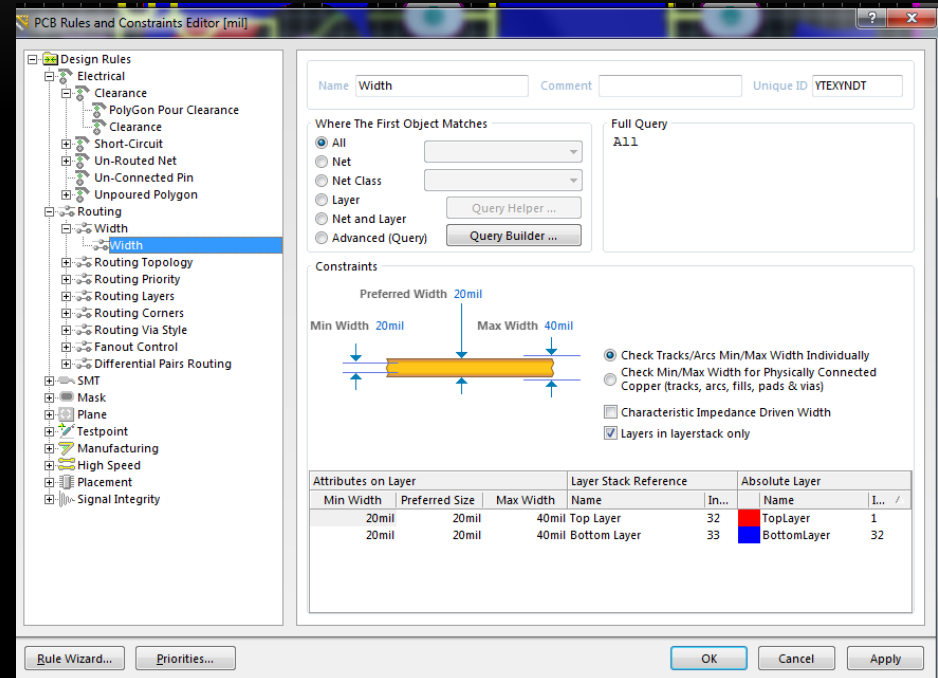 PCB Rules and Constraints Editor [mil]
?
Design Rules
Electrical
Clearance
PolyGon Pour Clearance
Clearance
Short-Circuit
Un-Routed Net
Un-Connected Pin
Unpoured Polygon
Routing
Width
Width
Routing Topology
Routing Priority
Routing Layers
Routing Corners
Routing Via Style
Fanout Control
Differential Pairs Routing
SMT
Mask
Plane
Testpoint
Manufacturing
High Speed
Placement
Signal Integrity
Name Width Comment Unique ID YTEXYNDT
Where The First Object Matches
All
Net
Net Class
Layer
Net and Layer
Advanced (Query)
Query Helper ...
Query Builder ...
Full Query
All
Constraints
Preferred Width 20mil
Min Width 20mil Max Width 40mil
Check Tracks/Arcs Min/Max Width Individually
Check Min/Max Width for Physically Connected
Copper (tracks, arcs, fills, pads & vias)
Characteristic Impedance Driven Width
Layers in layerstack only
Attributes on Layer Layer Stack Reference Absolute Layer
Min Width Preferred Size Max Width Name In... Name I...
20mil 20mil 40mil Top Layer 32 TopLayer 1
20mil 20mil 40mil Bottom Layer 33 BottomLayer 32
Rule Wizard... Priorities... OK Cancel Apply